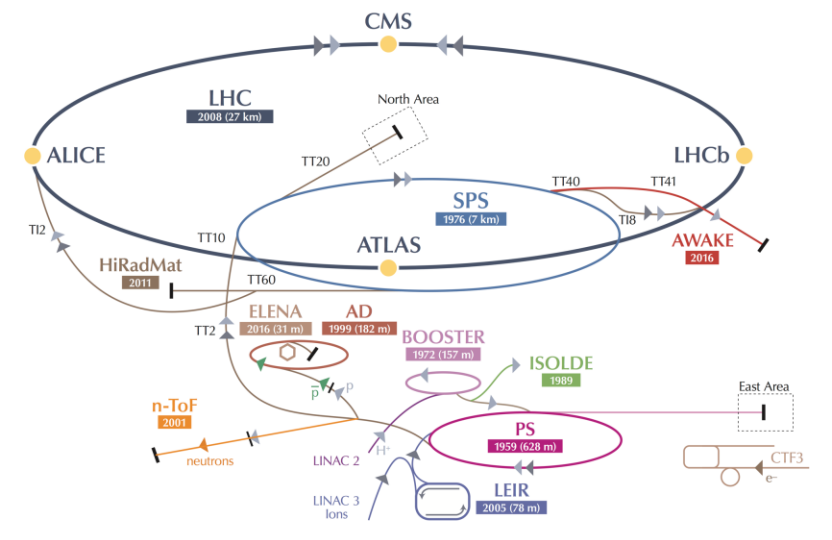 CMS
LHC
2008 (27 km)
North Area
ALICE
LHCb
TT20
TT40
TT41
SPS
1976 (7 km)
TI8
TI2
TT10
ATLAS
AWAKE
2016
HiRadMat
2011
TT60
ELENA
2016 (31 m)
AD
1999 (182 m)
TT2
BOOSTER
1972 (157 m)
ISOLDE
1989
p̅
p
East Area
n-ToF
2001
neutrons
PS
1959 (628 m)
H⁺
LINAC 2
CTF3
e⁻
LEIR
2005 (78 m)
LINAC 3
Ions